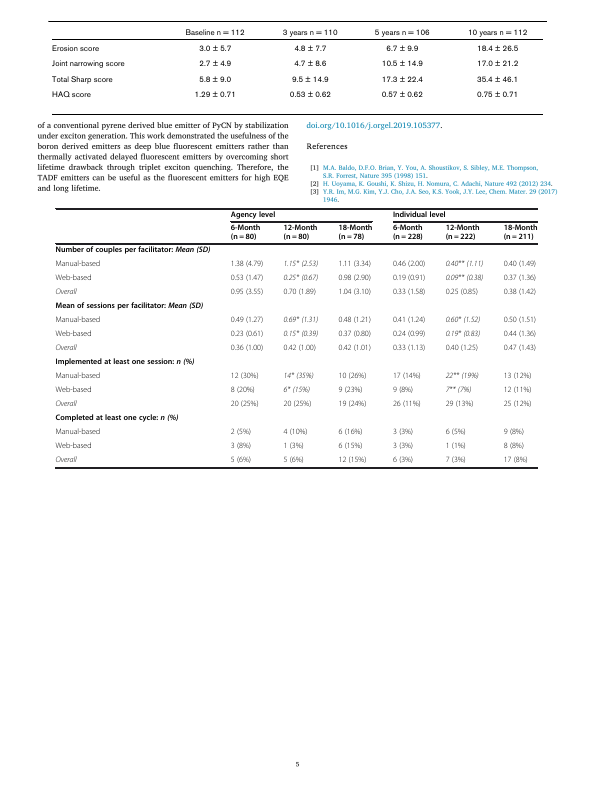 Baseline n = 112 3 years n = 110 5 years n = 106 10 years n = 112
Erosion score 3.0 ± 5.7 4.8 ± 7.7 6.7 ± 9.9 18.4 ± 26.5
Joint narrowing score 2.7 ± 4.9 4.7 ± 8.6 10.5 ± 14.9 17.0 ± 21.2
Total Sharp score 5.8 ± 9.0 9.5 ± 14.9 17.3 ± 22.4 35.4 ± 46.1
HAQ score 1.29 ± 0.71 0.53 ± 0.62 0.57 ± 0.62 0.75 ± 0.71
of a conventional pyrene derived blue emitter of PyCN by stabilization
under exciton generation. This work demonstrated the usefulness of the
boron derived emitters as deep blue fluorescent emitters rather than
thermally activated delayed fluorescent emitters by overcoming short
lifetime drawback through triplet exciton quenching. Therefore, the
TADF emitters can be useful as the fluorescent emitters for high EQE
and long lifetime.
doi.org/10.1016/j.orgel.2019.105377.
References
[1] M.A. Baldo, D.F.O. Brian, Y. You, A. Shoustikov, S. Sibley, M.E. Thompson,
S.R. Forrest, Nature 395 (1998) 151.
[2] H. Uoyama, K. Goushi, K. Shizu, H. Nomura, C. Adachi, Nature 492 (2012) 234.
[3] Y.R. Im, M.G. Kim, Y.J. Cho, J.A. Seo, K.S. Yook, J.Y. Lee, Chem. Mater. 29 (2017)
1946.
Agency level Individual level
6-Month 12-Month 18-Month 6-Month 12-Month 18-Month
(n = 80) (n = 80) (n = 78) (n = 228) (n = 222) (n = 211)
Number of couples per facilitator: Mean (SD)
Manual-based 1.38 (4.79) 1.15* (2.53) 1.11 (3.34) 0.46 (2.00) 0.40** (1.11) 0.40 (1.49)
Web-based 0.53 (1.47) 0.25* (0.67) 0.98 (2.90) 0.19 (0.91) 0.09** (0.38) 0.37 (1.36)
Overall 0.95 (3.55) 0.70 (1.89) 1.04 (3.10) 0.33 (1.58) 0.25 (0.85) 0.38 (1.42)
Mean of sessions per facilitator: Mean (SD)
Manual-based 0.49 (1.27) 0.69* (1.31) 0.48 (1.21) 0.41 (1.24) 0.60* (1.52) 0.50 (1.51)
Web-based 0.23 (0.61) 0.15* (0.39) 0.37 (0.80) 0.24 (0.99) 0.19* (0.83) 0.44 (1.36)
Overall 0.36 (1.00) 0.42 (1.00) 0.42 (1.01) 0.33 (1.13) 0.40 (1.25) 0.47 (1.43)
Implemented at least one session: n (%)
Manual-based 12 (30%) 14* (35%) 10 (26%) 17 (14%) 22** (19%) 13 (12%)
Web-based 8 (20%) 6* (15%) 9 (23%) 9 (8%) 7** (7%) 12 (11%)
Overall 20 (25%) 20 (25%) 19 (24%) 26 (11%) 29 (13%) 25 (12%)
Completed at least one cycle: n (%)
Manual-based 2 (5%) 4 (10%) 6 (16%) 3 (3%) 6 (5%) 9 (8%)
Web-based 3 (8%) 1 (3%) 6 (15%) 3 (3%) 1 (1%) 8 (8%)
Overall 5 (6%) 5 (6%) 12 (15%) 6 (3%) 7 (3%) 17 (8%)
5